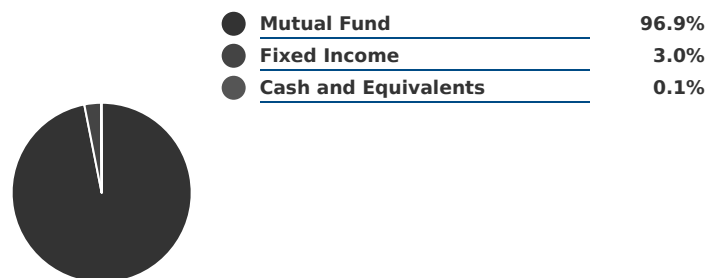 Mutual Fund 96.9%
Fixed Income 3.0%
Cash and Equivalents 0.1%